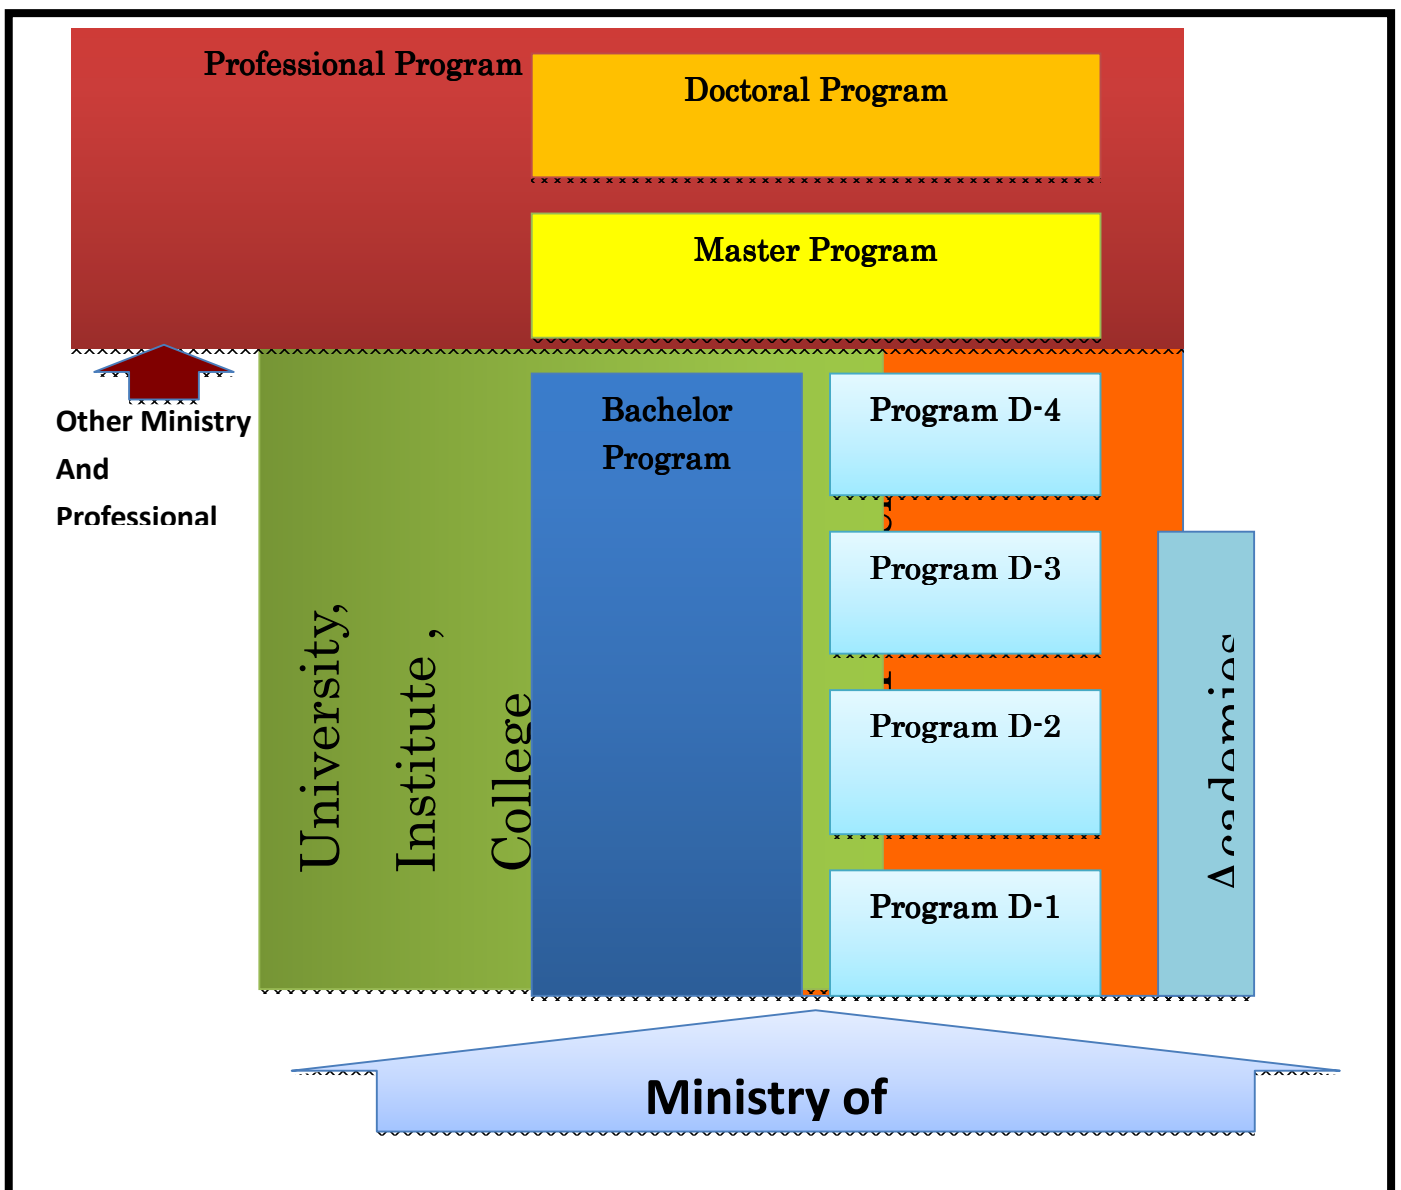 Professional Program
Doctoral Program
Master Program
Other Ministry
And
Professional
Bachelor
Program
Program D-4
Program D-3
Program D-2
Program D-1
University,
Institute ,
College
Academies
Ministry of